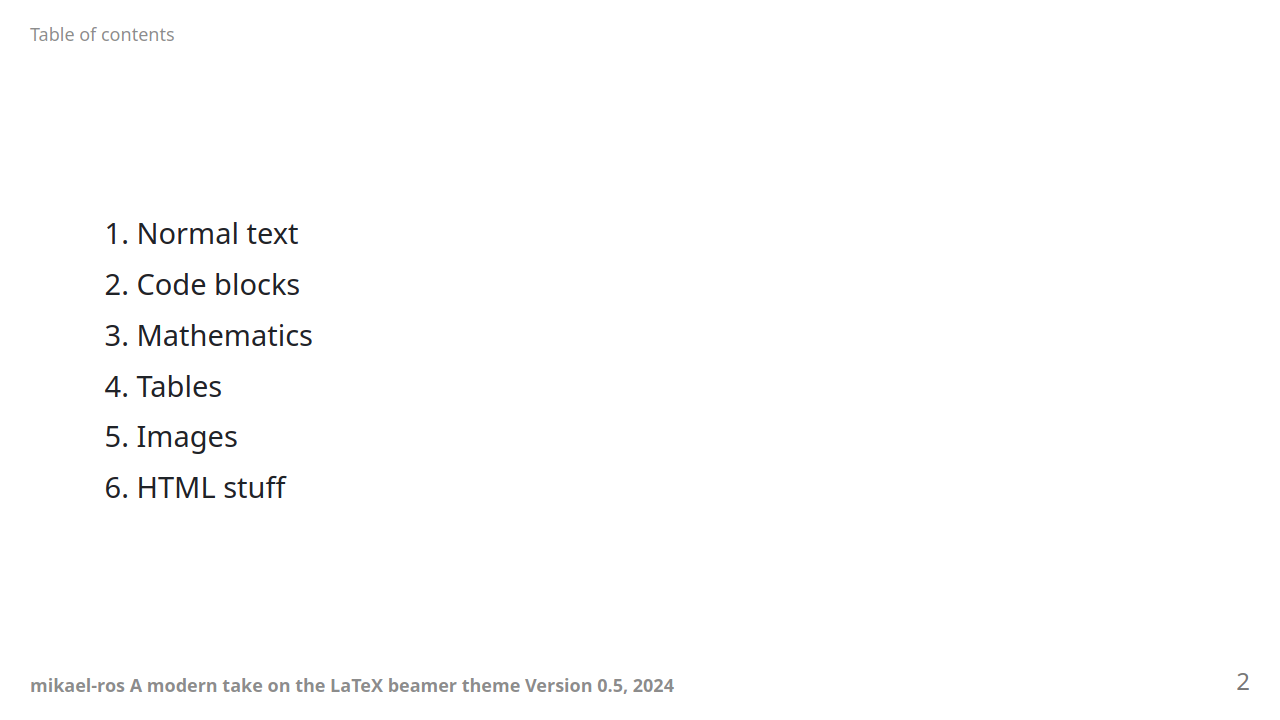 Table of contents
1. Normal text
2. Code blocks
3. Mathematics
4. Tables
5. Images
6. HTML stuff
mikael-ros A modern take on the LaTeX beamer theme Version 0.5, 2024
2